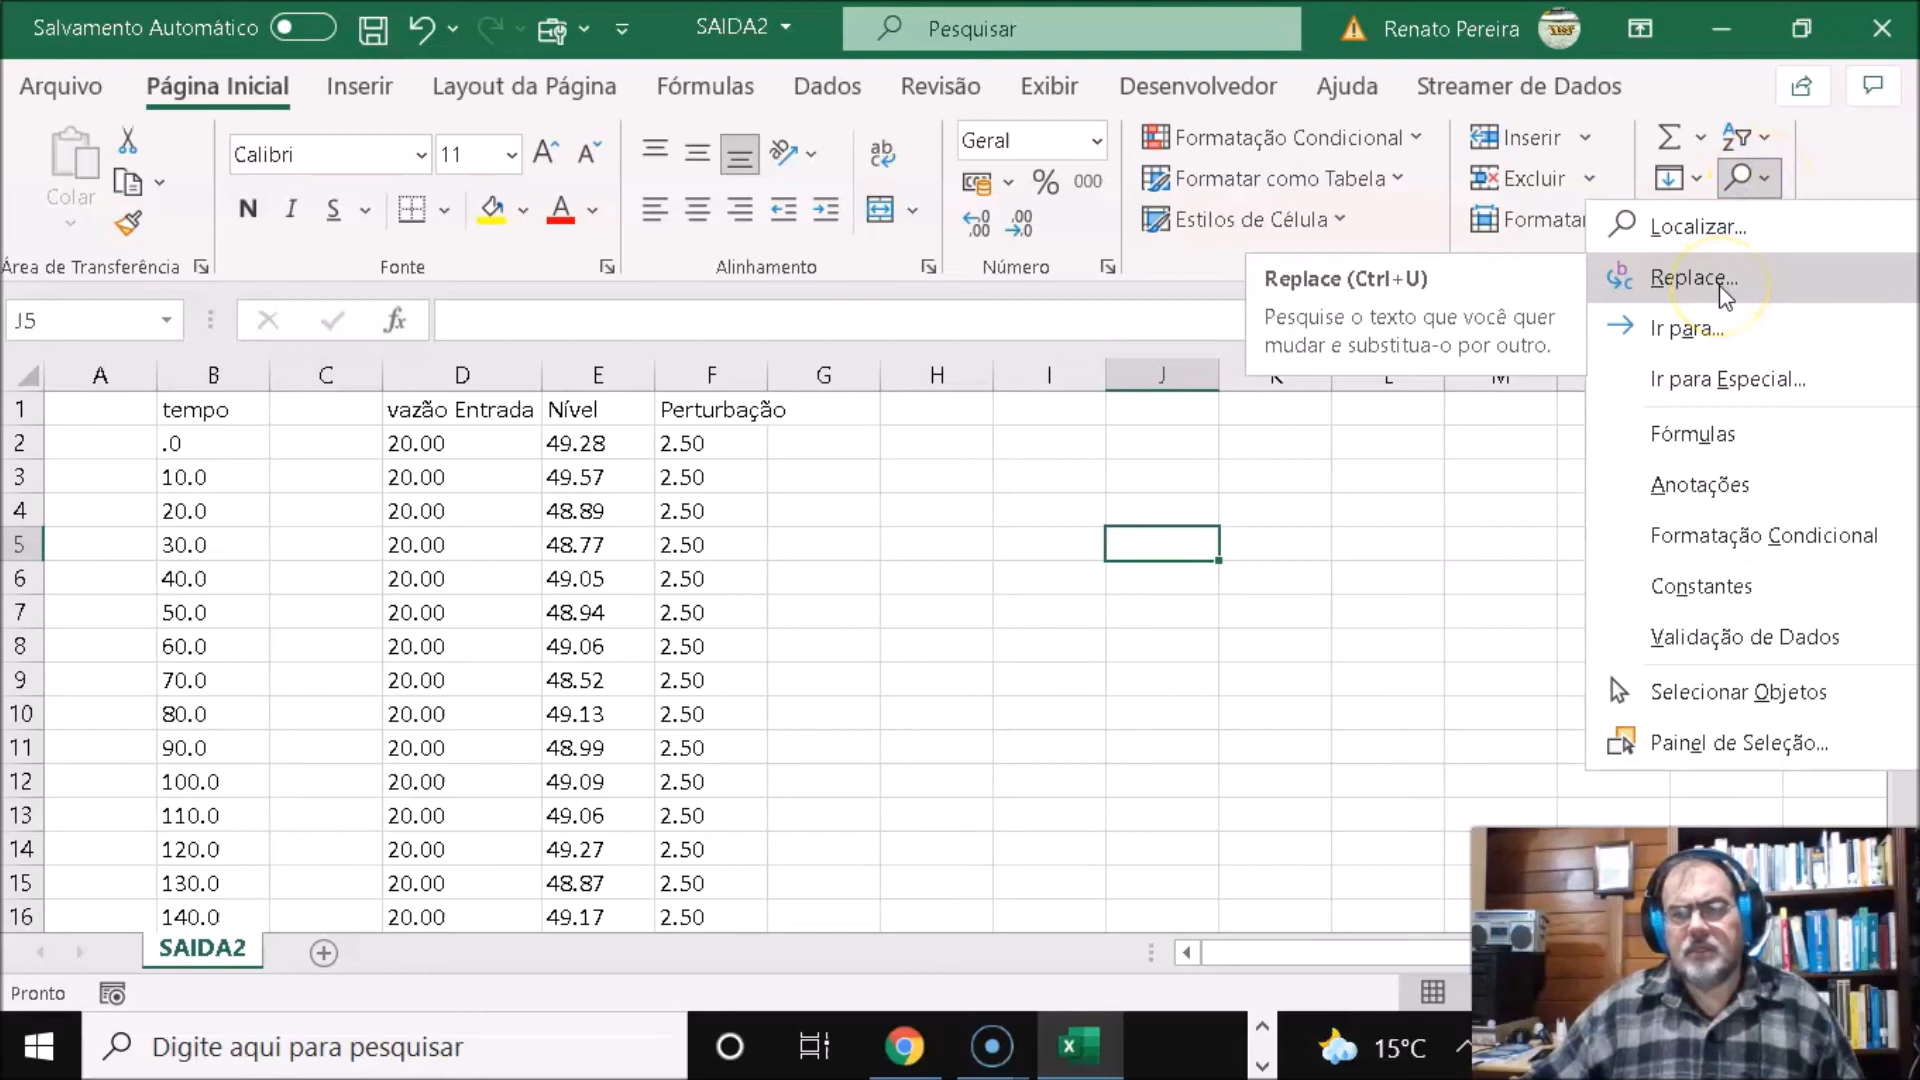 Salvamento Automático
SAIDA2
Pesquisar
Renato Pereira
Arquivo
Página Inicial
Inserir
Layout da Página
Fórmulas
Dados
Revisão
Exibir
Desenvolvedor
Ajuda
Streamer de Dados
Colar
Calibri
11
N I S
Geral
% 000
Formatação Condicional
Formatar como Tabela
Estilos de Célula
Inserir
Excluir
Formatar
Área de Transferência
Fonte
Alinhamento
Número
Localizar...
Replace...
Ir para...
Ir para Especial...
Fórmulas
Anotações
Formatação Condicional
Constantes
Validação de Dados
Selecionar Objetos
Painel de Seleção...
Replace (Ctrl+U)
Pesquise o texto que você quer
mudar e substitua-o por outro.
J5
fx
A B C D E F G H I J K L M
1 tempo vazão Entrada Nível Perturbação
2 .0 20.00 49.28 2.50
3 10.0 20.00 49.57 2.50
4 20.0 20.00 48.89 2.50
5 30.0 20.00 48.77 2.50
6 40.0 20.00 49.05 2.50
7 50.0 20.00 48.94 2.50
8 60.0 20.00 49.06 2.50
9 70.0 20.00 48.52 2.50
10 80.0 20.00 49.13 2.50
11 90.0 20.00 48.99 2.50
12 100.0 20.00 49.09 2.50
13 110.0 20.00 49.06 2.50
14 120.0 20.00 49.27 2.50
15 130.0 20.00 48.87 2.50
16 140.0 20.00 49.17 2.50
SAIDA2
Pronto
Digite aqui para pesquisar
15°C